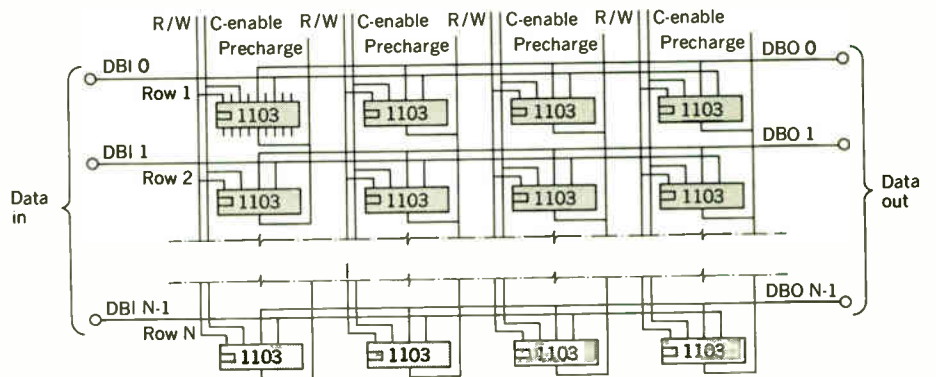 R/W C-enable R/W C-enable R/W C-enable R/W C-enable
Precharge Precharge Precharge Precharge
DBI 0 DBO 0
Row 1
1103 1103 1103 1103
DBI 1 DBO 1
Row 2
1103 1103 1103 1103
Data in
Data out
DBI N-1 DBO N-1
Row N
1103 1103 1103 1103